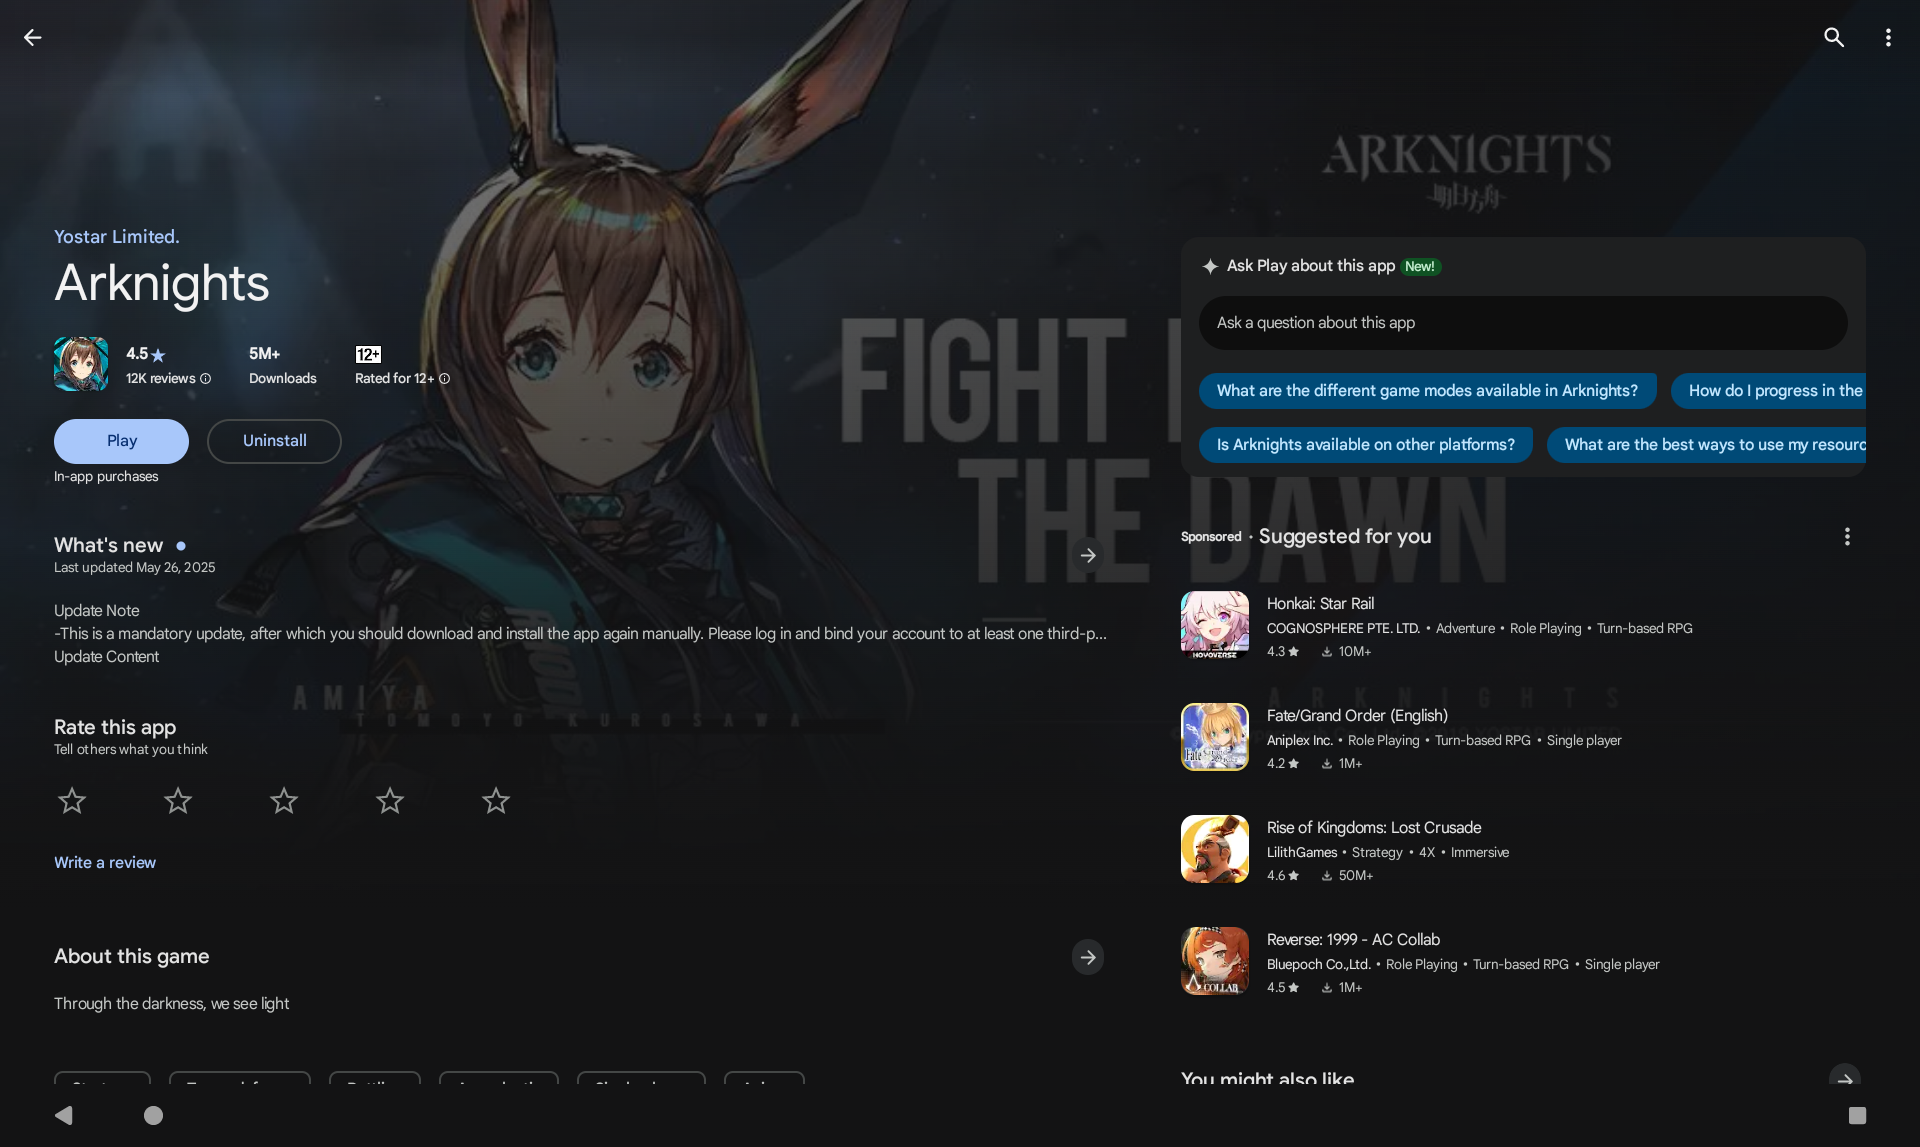 ARKNIGHTS
明日方舟
Yostar Limited.
Arknights
4.5
12K reviews
5M+
Downloads
12+
Rated for 12+
Play
Uninstall
In-app purchases
FIGHT
THE DAWN
Ask Play about this app New!
Ask a question about this app
What are the different game modes available in Arknights?
How do I progress in the
Is Arknights available on other platforms?
What are the best ways to use my resourc
What's new
Last updated May 26, 2025
Update Note
-This is a mandatory update, after which you should download and install the app again manually. Please log in and bind your account to at least one third-p...
Update Content
AMIYA
TOMOYO KUROSAWA
Rate this app
Tell others what you think
Write a review
About this game
Through the darkness, we see light
Sponsored • Suggested for you
Honkai: Star Rail
COGNOSPHERE PTE. LTD. • Adventure • Role Playing • Turn-based RPG
4.3 10M+
HOYOVERSE
ARKNIGHTS
Fate/Grand Order (English)
Aniplex Inc. • Role Playing • Turn-based RPG • Single player
4.2 1M+
Rise of Kingdoms: Lost Crusade
LilithGames • Strategy • 4X • Immersive
4.6 50M+
Reverse: 1999 - AC Collab
Bluepoch Co.,Ltd. • Role Playing • Turn-based RPG • Single player
4.5 1M+
COLLAB
You might also like